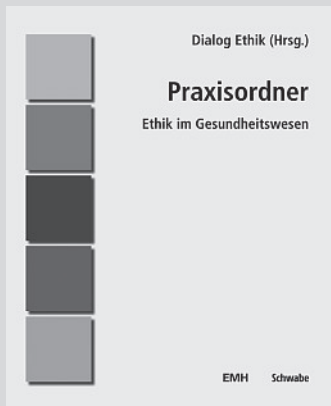 Dialog Ethik (Hrsg.)
Praxisordner
Ethik im Gesundheitswesen
EMH Schwabe